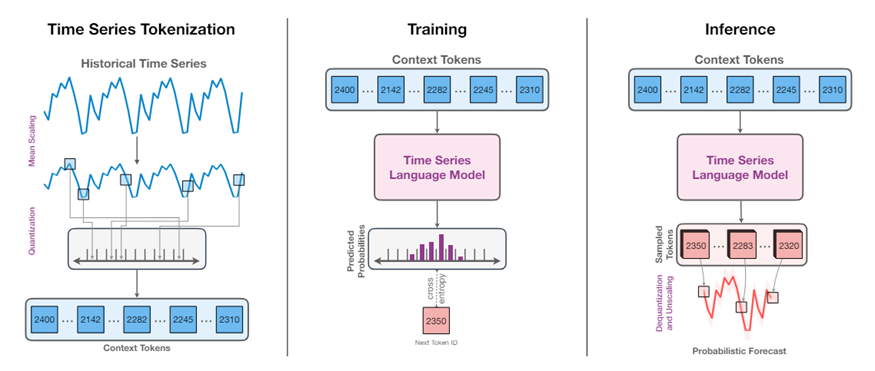 Time Series Tokenization
Historical Time Series
Mean Scaling
Quantization
2400 ... 2142 ... 2282 ... 2245 ... 2310
Context Tokens
Training
Context Tokens
2400 ... 2142 ... 2282 ... 2245 ... 2310
Time Series
Language Model
Predicted
Probabilities
cross
entropy
2350
Next Token ID
Inference
Context Tokens
2400 ... 2142 ... 2282 ... 2245 ... 2310
Time Series
Language Model
Sampled
Tokens
2350 ... 2283 ... 2320
Dequantization
and Unscaling
Probabilistic Forecast